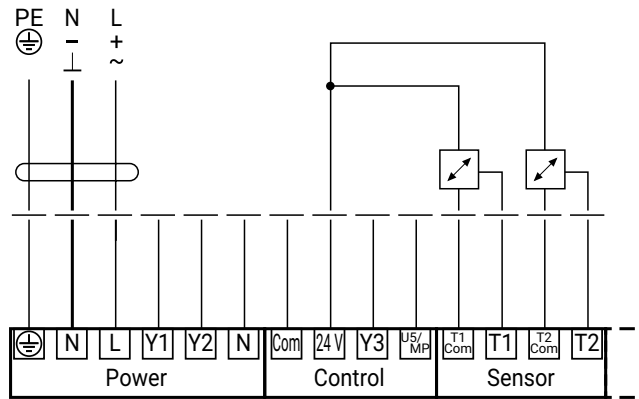 PE N L
− +
~
N L Y1 Y2 N Com 24 V Y3 U5/MP T1 Com T1 T2 Com T2
Power Control Sensor